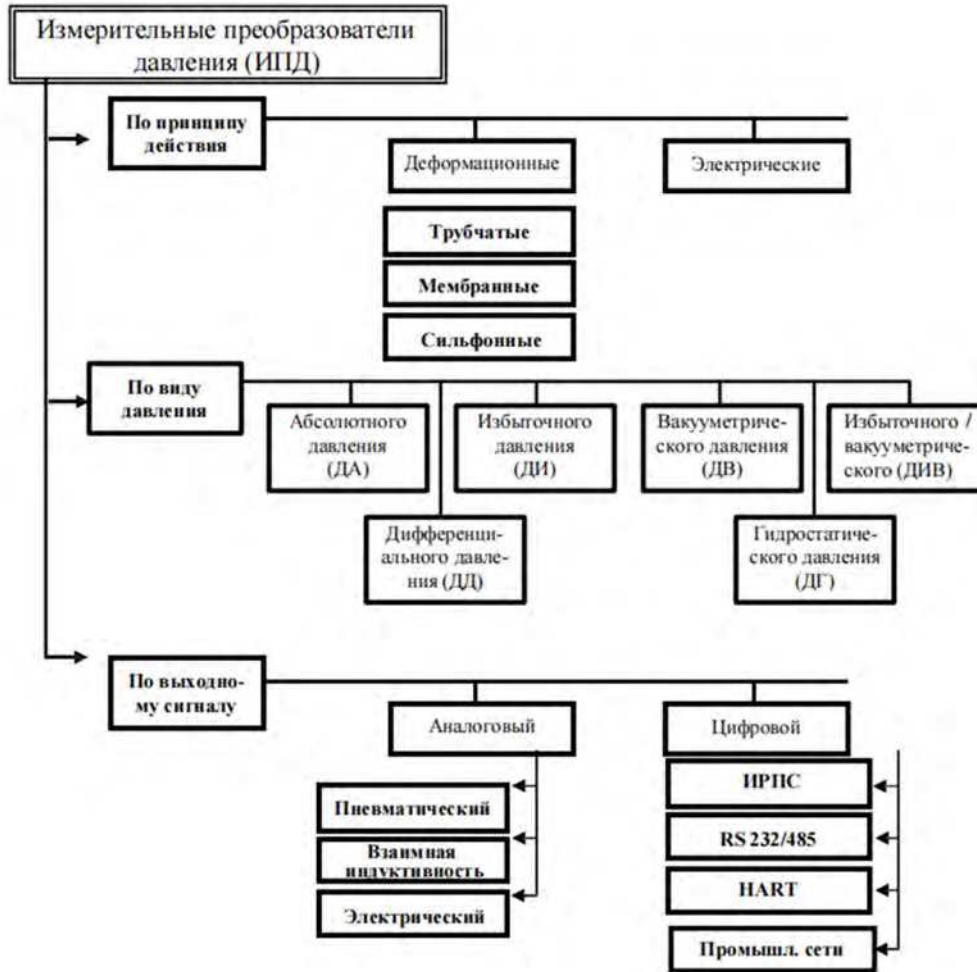 Измерительные преобразователи
давления (ИПД)
По принципу
действия
Деформационные
Электрические
Трубчатые
Мембранные
Сильфонные
По виду
давления
Абсолютного
давления
(ДА)
Избыточного
давления
(ДИ)
Вакууметриче-
ского давления
(ДВ)
Избыточного /
вакууметриче-
ского (ДИВ)
Дифференци-
ального давле-
ния (ДД)
Гидростатиче-
ского давления
(ДГ)
По выходно-
му сигналу
Аналоговый
Цифровой
Пневматический
Взаимная
индуктивность
Электрический
ИРПС
RS 232/485
HART
Промышл. сети